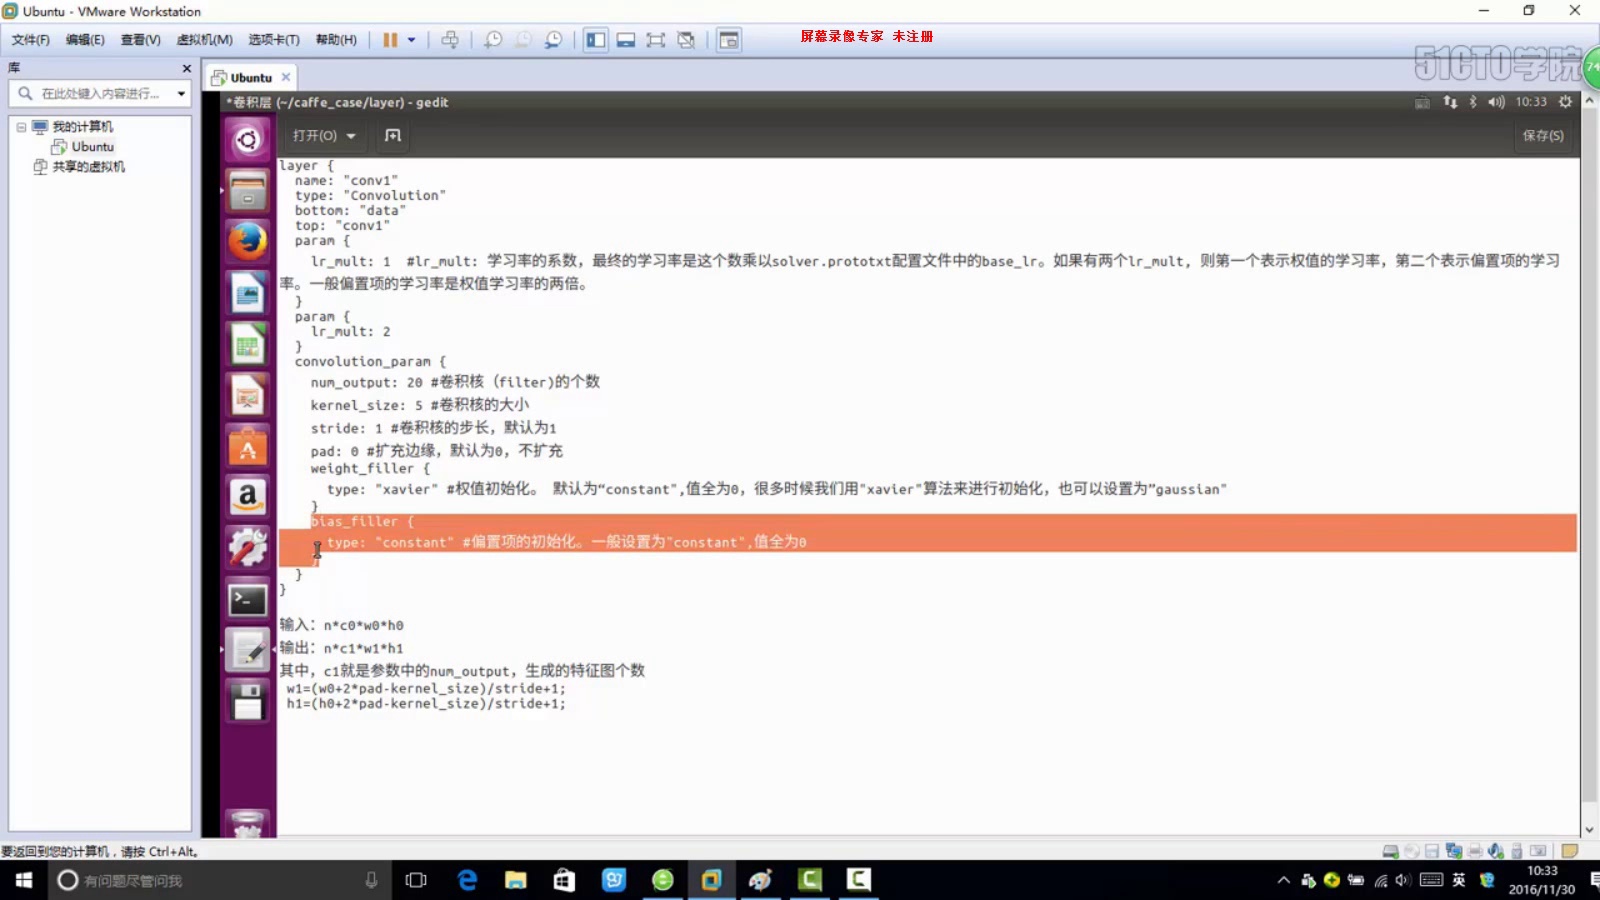 Ubuntu - VMware Workstation
文件(F) 编辑(E) 查看(V) 虚拟机(M) 选项卡(T) 帮助(H)
屏幕录像专家 未注册
51CTO学院
74
库
Ubuntu
在此处键入内容进行...
我的计算机
Ubuntu
共享的虚拟机
*卷积层 (~/caffe_case/layer) - gedit
10:33
打开(O)
保存(S)
layer {
name: "conv1"
type: "Convolution"
bottom: "data"
top: "conv1"
param {
lr_mult: 1 #lr_mult: 学习率的系数，最终的学习率是这个数乘以solver.prototxt配置文件中的base_lr。如果有两个lr_mult, 则第一个表示权值的学习率，第二个表示偏置项的学习
率。一般偏置项的学习率是权值学习率的两倍。
}
param {
lr_mult: 2
}
convolution_param {
num_output: 20 #卷积核（filter)的个数
kernel_size: 5 #卷积核的大小
stride: 1 #卷积核的步长，默认为1
pad: 0 #扩充边缘，默认为0，不扩充
weight_filler {
type: "xavier" #权值初始化。 默认为“constant",值全为0，很多时候我们用"xavier"算法来进行初始化，也可以设置为”gaussian"
}
bias_filler {
type: "constant" #偏置项的初始化。一般设置为"constant",值全为0
}
}
}
输入：n*c0*w0*h0
输出：n*c1*w1*h1
其中，c1就是参数中的num_output，生成的特征图个数
w1=(w0+2*pad-kernel_size)/stride+1;
h1=(h0+2*pad-kernel_size)/stride+1;
要返回到您的计算机，请按 Ctrl+Alt。
有问题尽管问我
英
10:33
2016/11/30